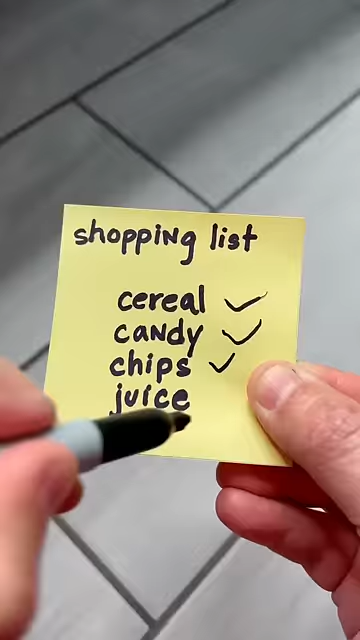 shopping list
cereal ✓
candy ✓
chips ✓
juice